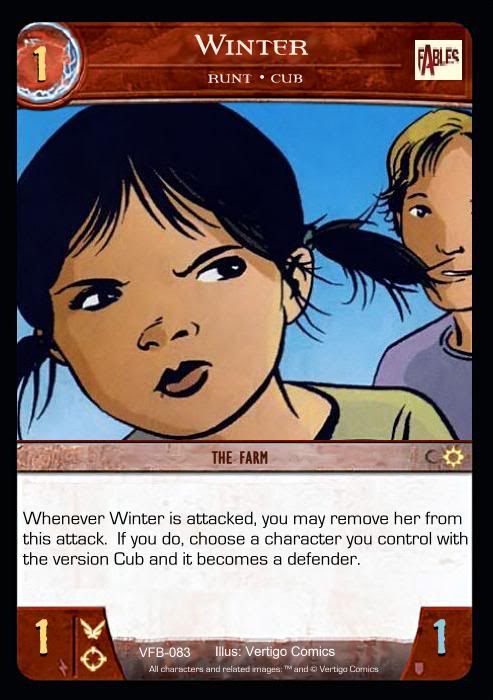 1
WINTER
RUNT • CUB
FABLES
THE FARM
C
Whenever Winter is attacked, you may remove her from
this attack. If you do, choose a character you control with
the version Cub and it becomes a defender.
1
1
VFB-083 Illus: Vertigo Comics
All characters and related images: ™ and © Vertigo Comics